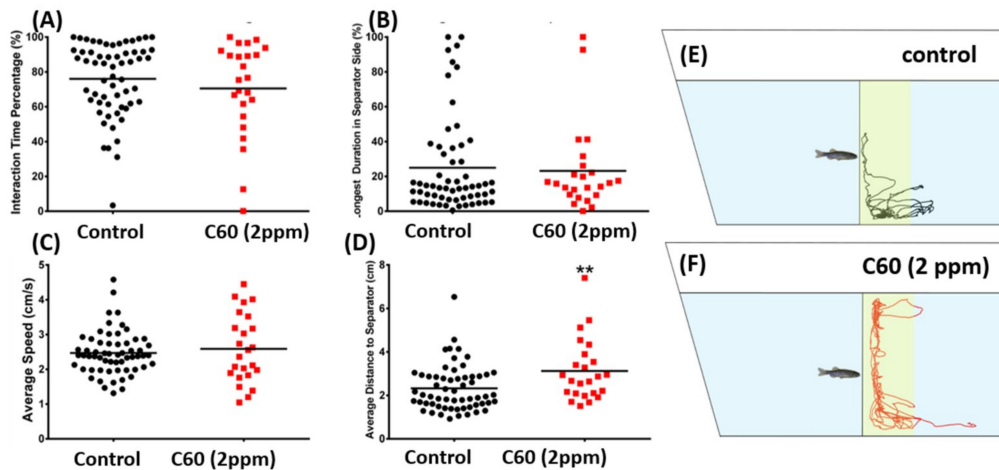 (A)
Interaction Time Percentage (%)
100
80
60
40
20
0
Control
C60 (2ppm)
(B)
Longest Duration in Separator Side (%)
100
80
60
40
20
0
Control
C60 (2ppm)
(C)
Average Speed (cm/s)
5
4
3
2
1
0
Control
C60 (2ppm)
(D)
Average Distance to Separator (cm)
8
6
4
2
0
**
Control
C60 (2ppm)
(E)
control
(F)
C60 (2 ppm)